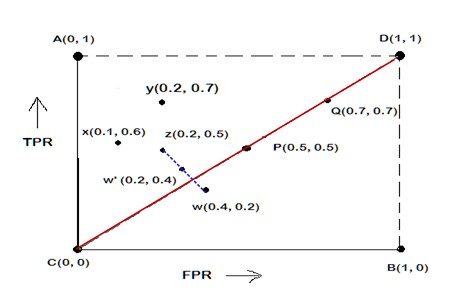 A(0, 1)
D(1, 1)
y(0.2, 0.7)
Q(0.7, 0.7)
x(0.1, 0.6)
z(0.2, 0.5)
TPR
P(0.5, 0.5)
w' (0.2, 0.4)
w(0.4, 0.2)
C(0, 0)
FPR
B(1, 0)